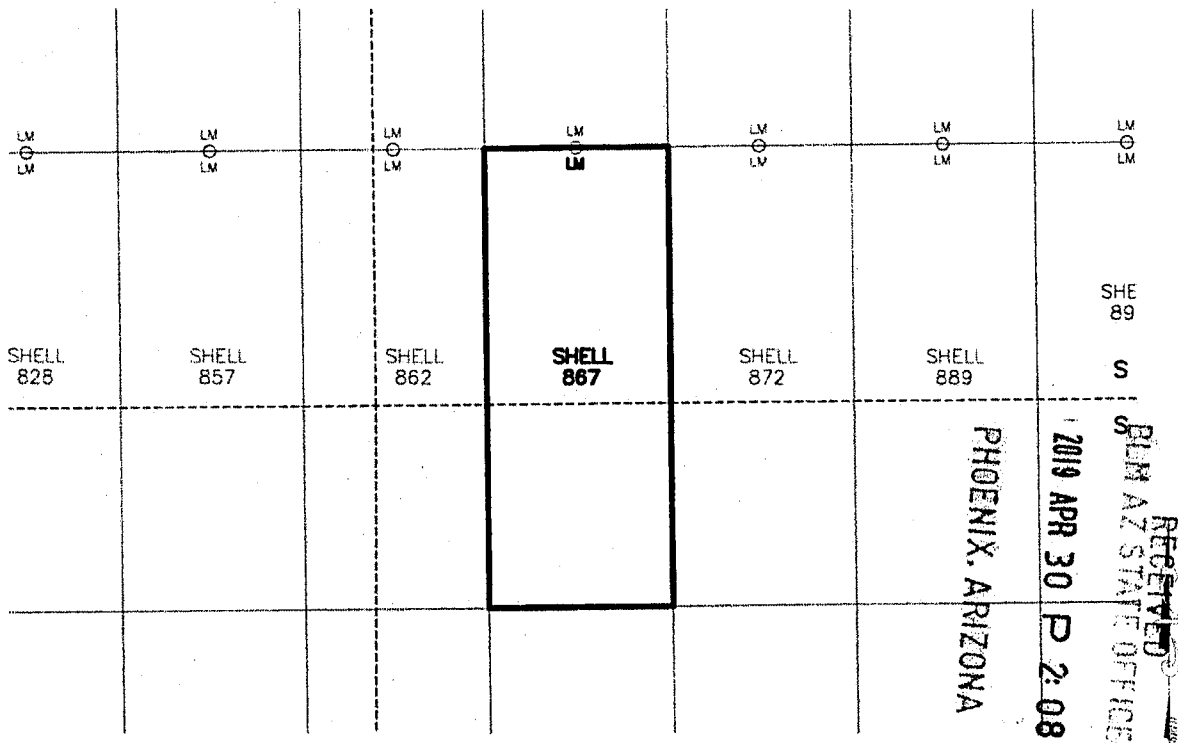 LM
LM
LM
LM
LM
LM
LM
LM
LM
LM
LM
LM
LM
LM
SHE
89
SHELL
828
SHELL
857
SHELL
862
SHELL
867
SHELL
872
SHELL
889
S
S
RECEIVED
BLM AZ STATE OFFICE
2019 APR 30 P 2:08
PHOENIX, ARIZONA